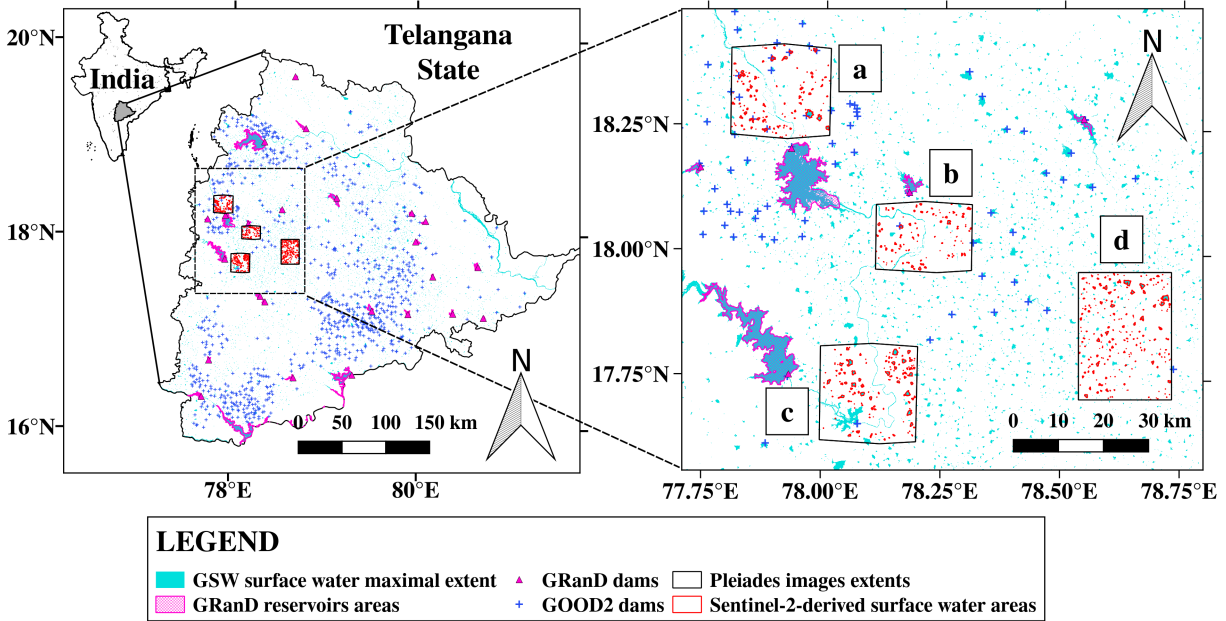 20°N
18°N
16°N
India
Telangana
State
N
0 50 100 150 km
78°E
80°E
18.25°N
18.00°N
17.75°N
a
b
c
d
N
0 10 20 30 km
77.75°E
78.00°E
78.25°E
78.50°E
78.75°E
LEGEND
GSW surface water maximal extent
GRanD dams
Pleiades images extents
GRanD reservoirs areas
GOOD2 dams
Sentinel-2-derived surface water areas